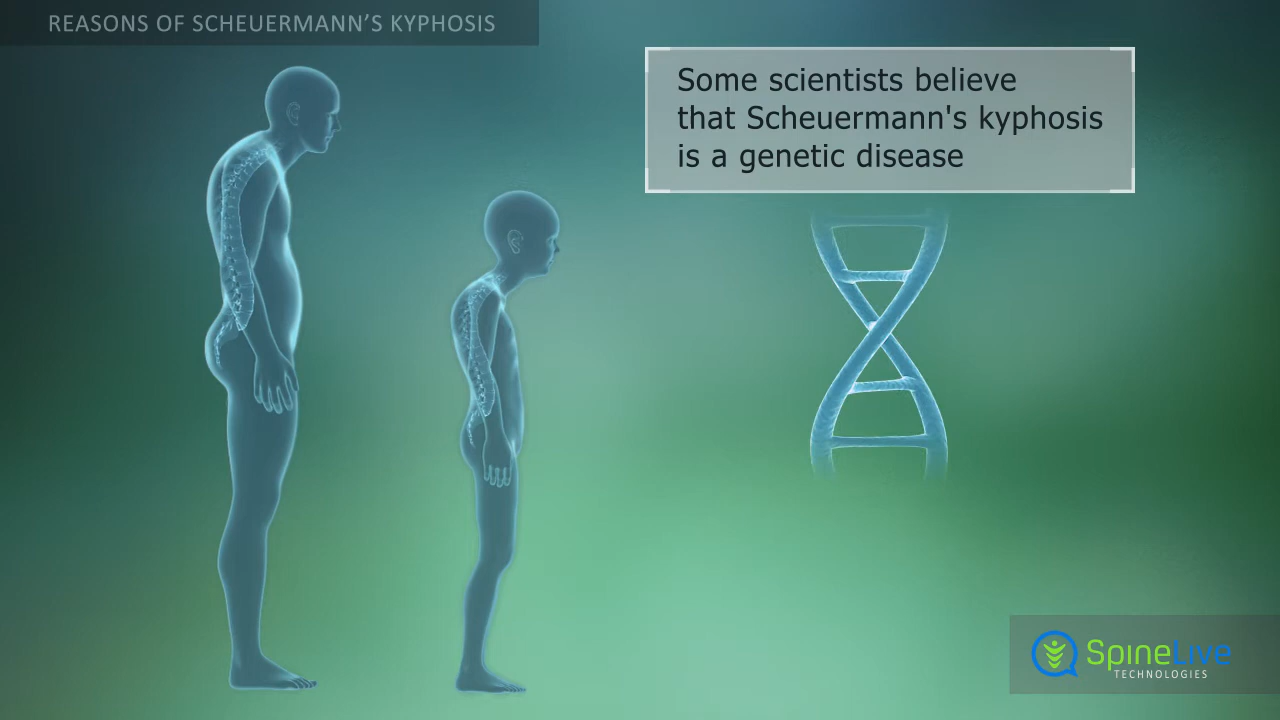 REASONS OF SCHEUERMANN’S KYPHOSIS
Some scientists believe
that Scheuermann's kyphosis
is a genetic disease
SpineLive
TECHNOLOGIES